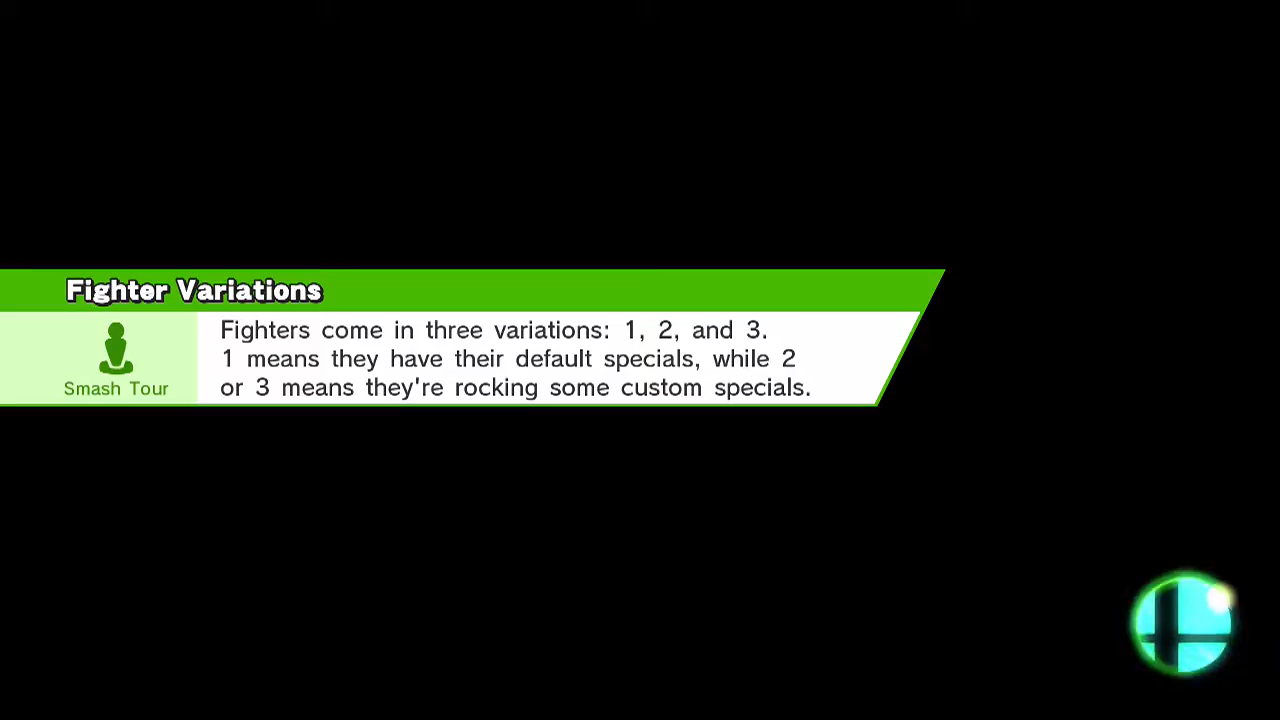 Fighter Variations
Fighters come in three variations: 1, 2, and 3.
1 means they have their default specials, while 2
or 3 means they're rocking some custom specials.
Smash Tour